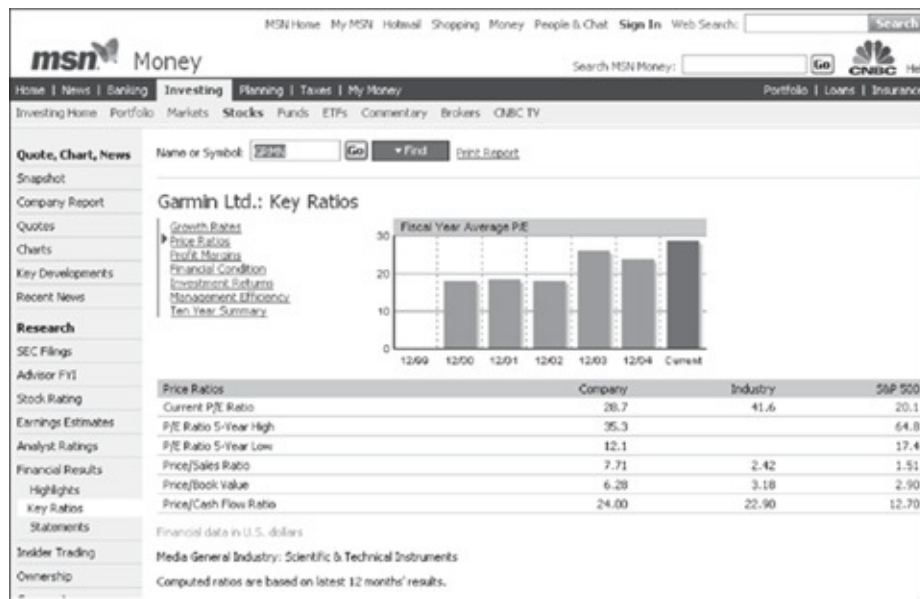 MSN Home My MSN Hotmail Shopping Money People & Chat Sign In Web Search: Search
msn Money
Search MSN Money: Go
CNBC
Home | News | Banking Investing Planning | Taxes | My Money Portfolio | Loans | Insurance
Investing Home Portfolio Markets Stocks Funds ETFs Commentary Brokers CNBC TV
Quote, Chart, News
Snapshot
Company Report
Quotes
Charts
Key Developments
Recent News
Research
SEC Filings
Advisor FYI
Stock Rating
Earnings Estimates
Analyst Ratings
Financial Results
Highlights
Key Ratios
Statements
Insider Trading
Ownership
Name or Symbol: GRMN Go Find Print Report
Garmin Ltd.: Key Ratios
Growth Rates
Price Ratios
Profit Margins
Financial Condition
Investment Returns
Management Efficiency
Ten Year Summary
Fiscal Year Average P/E
30
20
10
0
12/99 12/00 12/01 12/02 12/03 12/04 Current
Price Ratios Company Industry S&P 500
Current P/E Ratio 28.7 41.6 20.1
P/E Ratio 5-Year High 35.3 64.8
P/E Ratio 5-Year Low 12.1 17.4
Price/Sales Ratio 7.71 2.42 1.51
Price/Book Value 6.28 3.18 2.90
Price/Cash Flow Ratio 24.00 22.90 12.70
Financial data in U.S. dollars
Media General Industry: Scientific & Technical Instruments
Computed ratios are based on latest 12 months' results.